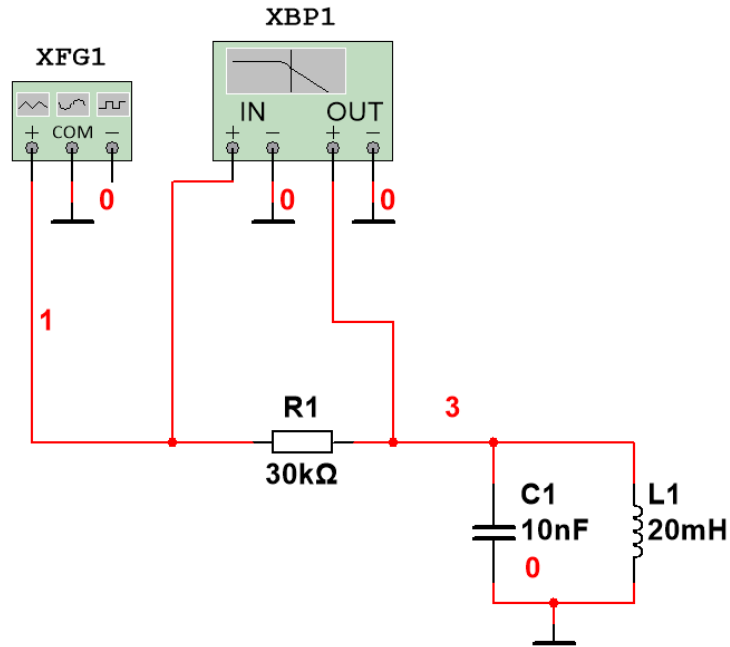 XBP1
XFG1
IN OUT
+ COM −
+ − + −
0
0
0
1
R1
3
30kΩ
C1
L1
10nF
20mH
0